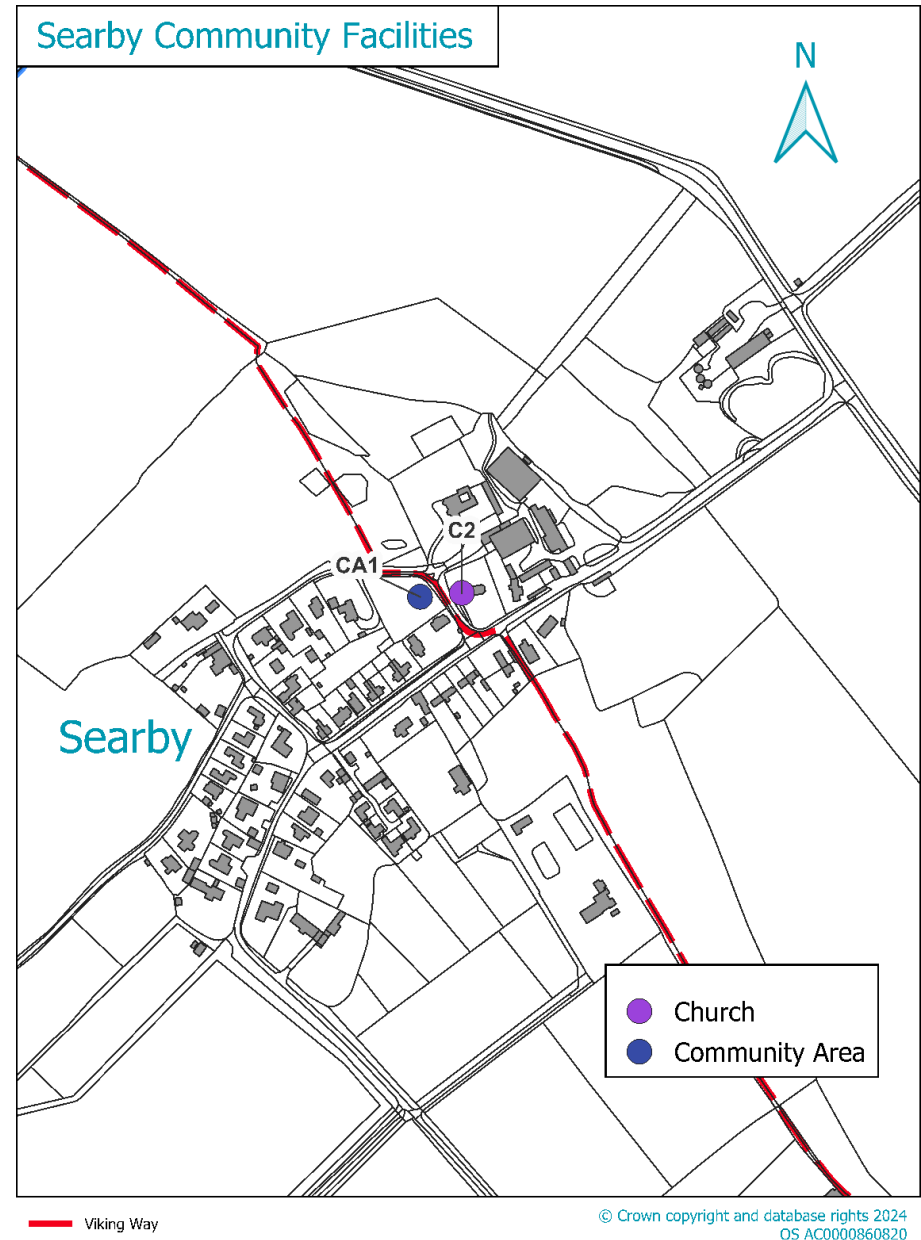 Searby Community Facilities
N
C2
CA1
Searby
Church
Community Area
Viking Way
© Crown copyright and database rights 2024
OS AC0000860820